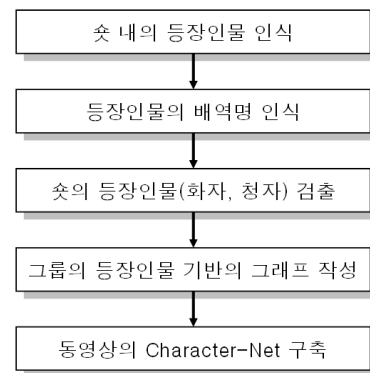 숏 내의 등장인물 인식
등장인물의 배역명 인식
숏의 등장인물(화자, 청자) 검출
그룹의 등장인물 기반의 그래프 작성
동영상의 Character-Net 구축